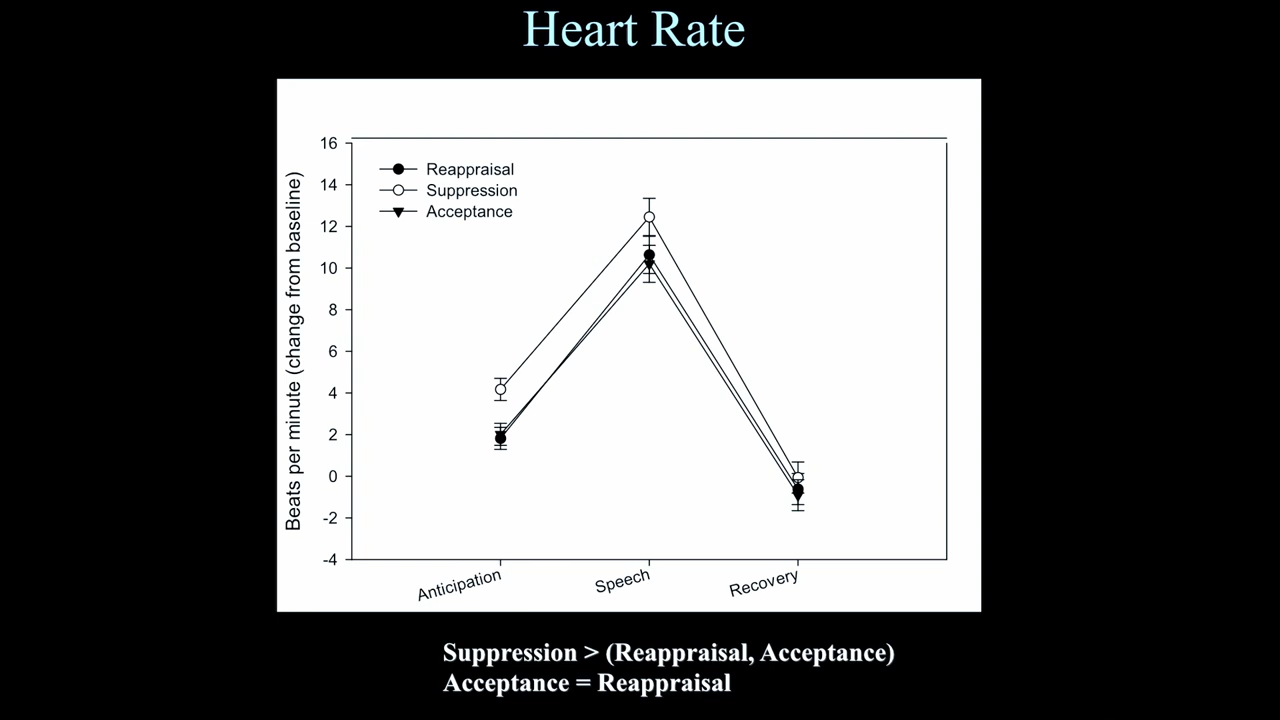 Heart Rate
Beats per minute (change from baseline)
16
14
12
10
8
6
4
2
0
-2
-4
Reappraisal
Suppression
Acceptance
Anticipation
Speech
Recovery
Suppression > (Reappraisal, Acceptance)
Acceptance = Reappraisal